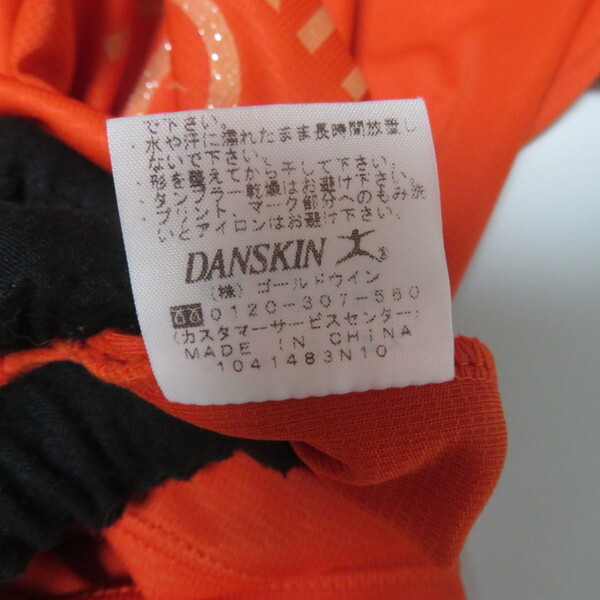 で下さい。
水や汗に濡れたまま長時間放置し
ないで下さい。
形を整えてから干して下さい。
タンブラー乾燥はお避け下さい。
プリント、マーク部分へのもみ洗
いとアイロンはお避け下さい。
DANSKIN ®
(株) ゴールドウイン
0120-307-560
(カスタマーサービスセンター)
MADE IN CHINA
1041483N10